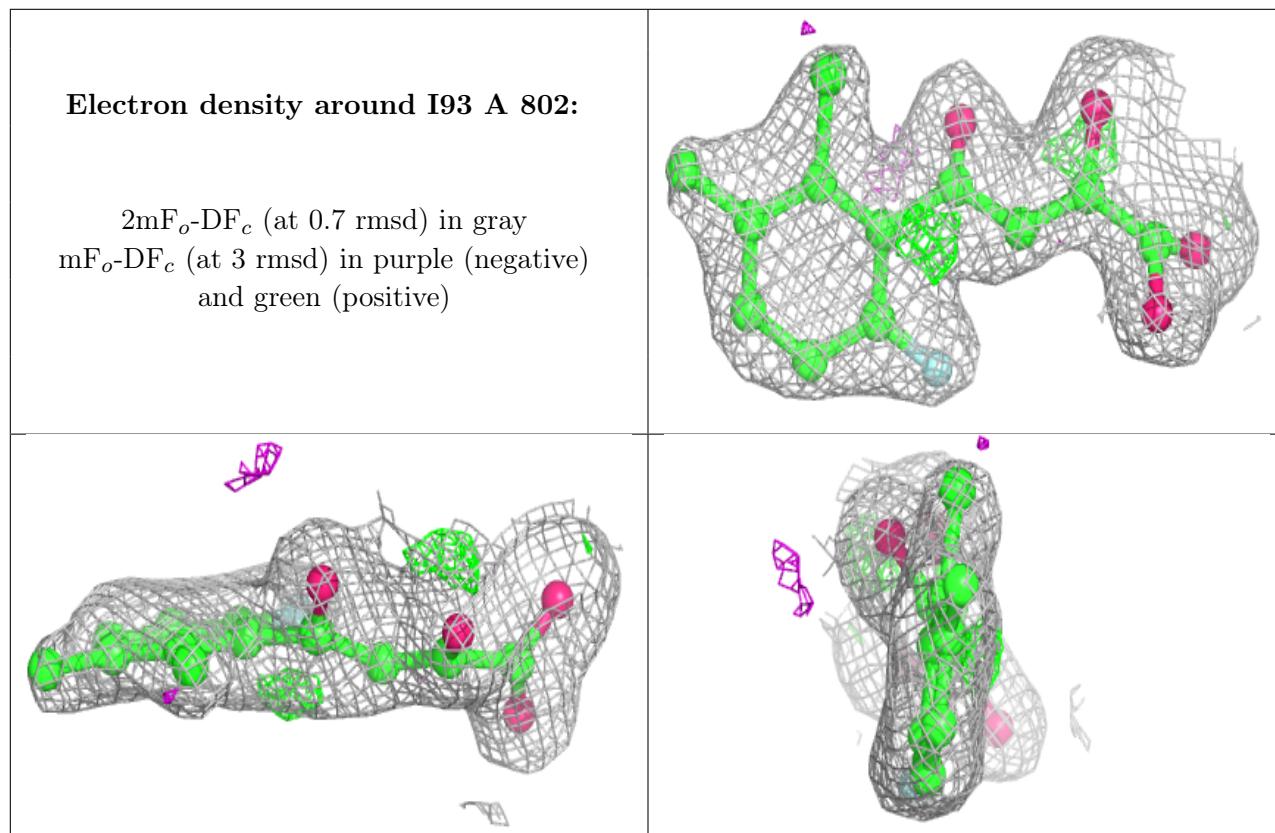 Electron density around I93 A 802:
2mFo-DFc (at 0.7 rmsd) in gray
mFo-DFc (at 3 rmsd) in purple (negative)
and green (positive)